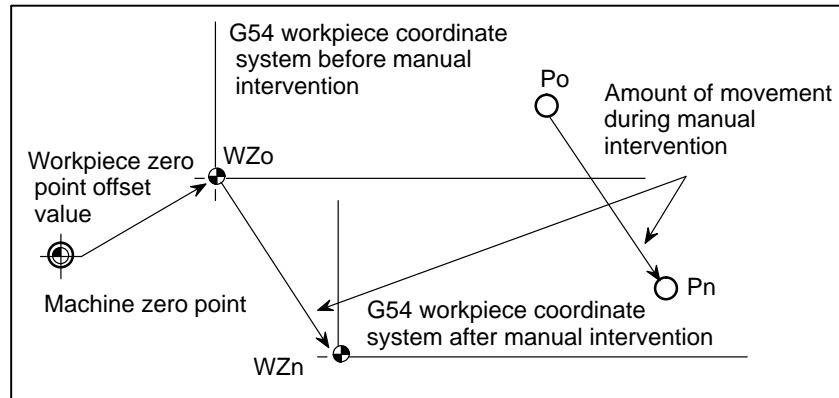 G54 workpiece coordinate
system before manual
intervention
Po
Amount of movement
during manual
intervention
WZo
Workpiece zero
point offset
value
Pn
Machine zero point
G54 workpiece coordinate
system after manual intervention
WZn